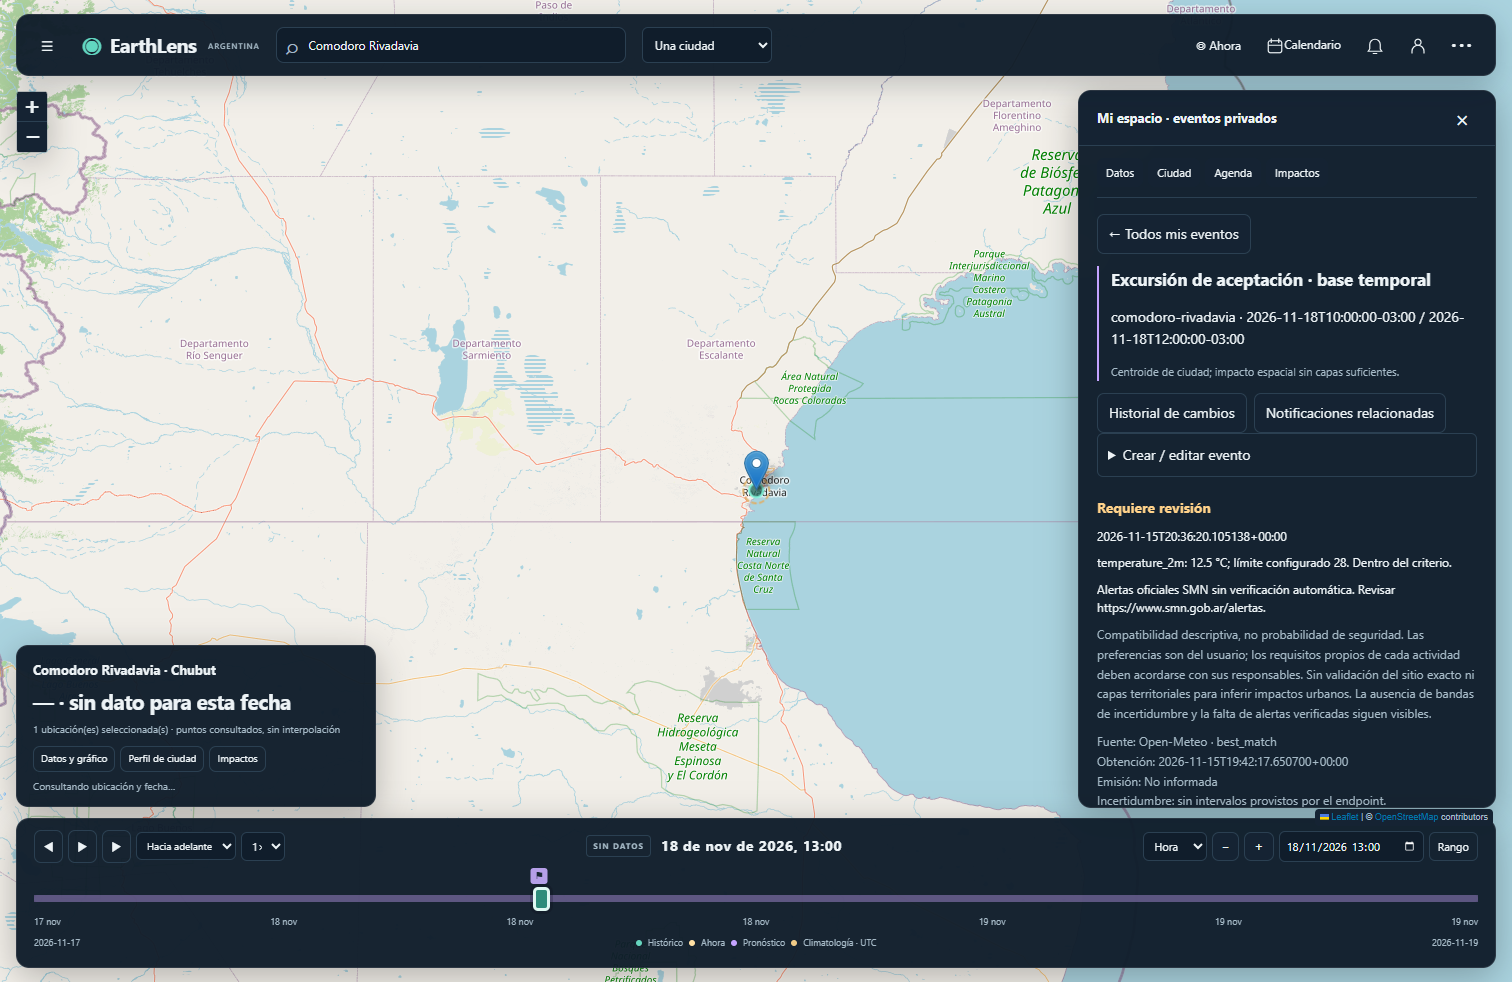 Paso de
Departamento
☰ EarthLens ARGENTINA Comodoro Rivadavia Una ciudad Ahora Calendario
+
−
Departamento
Florentino
Ameghino
Reserva
de Biósfe
Patagon
Azul
Parque
Interjurisdiccional
Marino
Costero
Patagonia
Austral
Departamento
Río Senguer
Departamento
Sarmiento
Departamento
Escalante
Área Natural
Protegida
Rocas Coloradas
Reserva
Natural
Costa Norte
de Santa
Cruz
Reserva
Hidrogeológica
Meseta
Espinosa
y El Cordón
Mi espacio · eventos privados ✕
Datos Ciudad Agenda Impactos
← Todos mis eventos
Excursión de aceptación · base temporal
comodoro-rivadavia · 2026-11-18T10:00:00-03:00 / 2026-
11-18T12:00:00-03:00
Centroide de ciudad; impacto espacial sin capas suficientes.
Historial de cambios Notificaciones relacionadas
▶ Crear / editar evento
Requiere revisión
2026-11-15T20:36:20.105138+00:00
temperature_2m: 12.5 °C; límite configurado 28. Dentro del criterio.
Alertas oficiales SMN sin verificación automática. Revisar
https://www.smn.gob.ar/alertas.
Compatibilidad descriptiva, no probabilidad de seguridad. Las
preferencias son del usuario; los requisitos propios de cada actividad
deben acordarse con sus responsables. Sin validación del sitio exacto ni
capas territoriales para inferir impactos urbanos. La ausencia de bandas
de incertidumbre y la falta de alertas verificadas siguen visibles.
Fuente: Open-Meteo · best_match
Obtención: 2026-11-15T19:42:17.650700+00:00
Emisión: No informada
Incertidumbre: sin intervalos provistos por el endpoint.
Leaflet | © OpenStreetMap contributors
Comodoro Rivadavia · Chubut
— · sin dato para esta fecha
1 ubicación(es) seleccionada(s) · puntos consultados, sin interpolación
Datos y gráfico Perfil de ciudad Impactos
Consultando ubicación y fecha...
◀ ▶ ▶ Hacia adelante SIN DATOS 18 de nov de 2026, 13:00 Hora − + 18/11/2026 13:00 Rango
17 nov 18 nov 18 nov 18 nov 19 nov 19 nov 19 nov
2026-11-17 Histórico Ahora Pronóstico Climatología · UTC 2026-11-19
Bosques
Petrificados